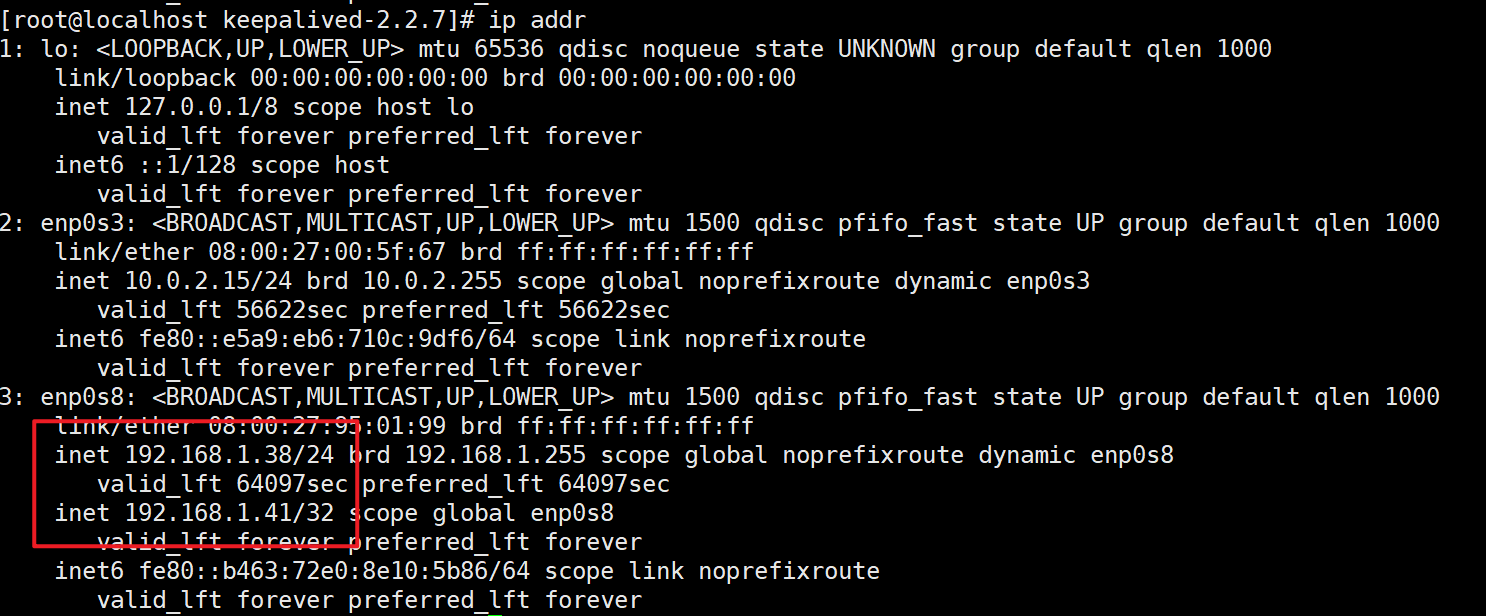 [root@localhost keepalived-2.2.7]# ip addr
1: lo: <LOOPBACK,UP,LOWER_UP> mtu 65536 qdisc noqueue state UNKNOWN group default qlen 1000
    link/loopback 00:00:00:00:00:00 brd 00:00:00:00:00:00
    inet 127.0.0.1/8 scope host lo
       valid_lft forever preferred_lft forever
    inet6 ::1/128 scope host
       valid_lft forever preferred_lft forever
2: enp0s3: <BROADCAST,MULTICAST,UP,LOWER_UP> mtu 1500 qdisc pfifo_fast state UP group default qlen 1000
    link/ether 08:00:27:00:5f:67 brd ff:ff:ff:ff:ff:ff
    inet 10.0.2.15/24 brd 10.0.2.255 scope global noprefixroute dynamic enp0s3
       valid_lft 56622sec preferred_lft 56622sec
    inet6 fe80::e5a9:eb6:710c:9df6/64 scope link noprefixroute
       valid_lft forever preferred_lft forever
3: enp0s8: <BROADCAST,MULTICAST,UP,LOWER_UP> mtu 1500 qdisc pfifo_fast state UP group default qlen 1000
    link/ether 08:00:27:95:01:99 brd ff:ff:ff:ff:ff:ff
    inet 192.168.1.38/24 brd 192.168.1.255 scope global noprefixroute dynamic enp0s8
       valid_lft 64097sec preferred_lft 64097sec
    inet 192.168.1.41/32 scope global enp0s8
       valid_lft forever preferred_lft forever
    inet6 fe80::b463:72e0:8e10:5b86/64 scope link noprefixroute
       valid_lft forever preferred_lft forever